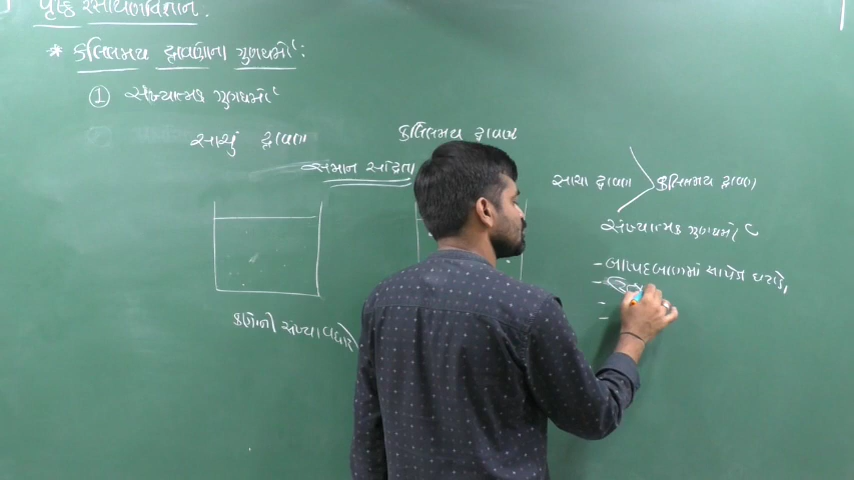 પૃષ્ઠ રસાયણવિજ્ઞાન.
* કલિલમય દ્રાવણોના ગુણધર્મો :
① સંખ્યાત્મક ગુણધર્મો
સાચું દ્રાવણ
કલિલમય દ્રાવણ
સમાન સાંદ્રતા
કણોની સંખ્યા વધારે
સાચા દ્રાવણ > કલિલમય દ્રાવણ
સંખ્યાત્મક ગુણધર્મો
- બાષ્પદબાણમાં સાપેક્ષ ઘટાડો,
-
-
-